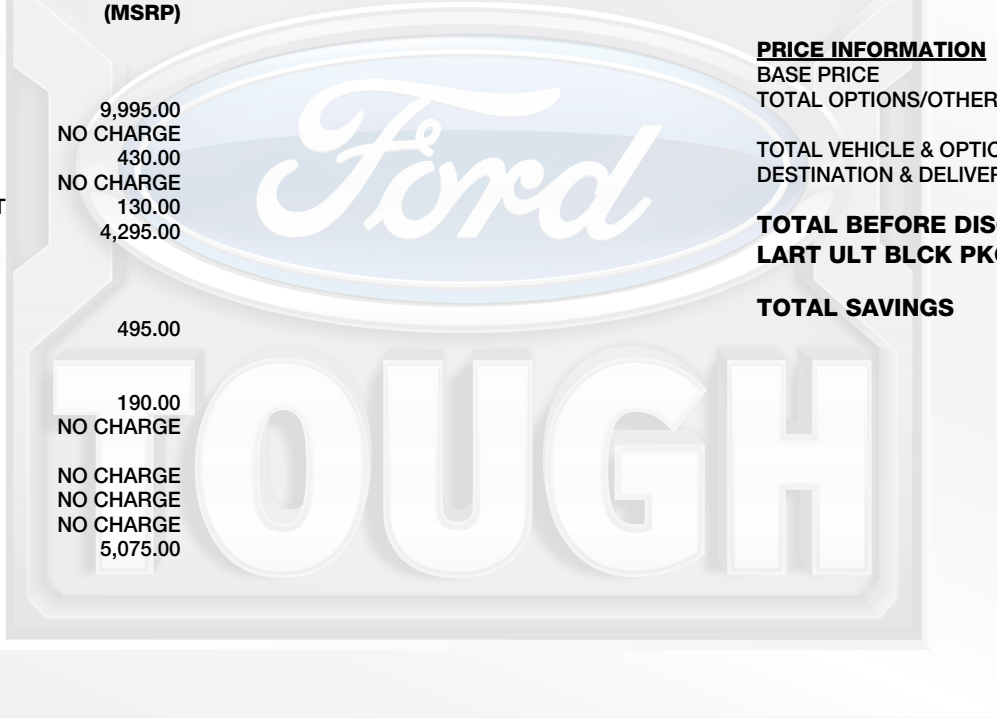 (MSRP)
9,995.00
NO CHARGE
430.00
NO CHARGE
T 130.00
4,295.00
495.00
190.00
NO CHARGE
NO CHARGE
NO CHARGE
NO CHARGE
5,075.00
PRICE INFORMATION
BASE PRICE
TOTAL OPTIONS/OTHER
TOTAL VEHICLE & OPTIO
DESTINATION & DELIVER
TOTAL BEFORE DIS
LART ULT BLCK PK
TOTAL SAVINGS
Ford
TOUGH